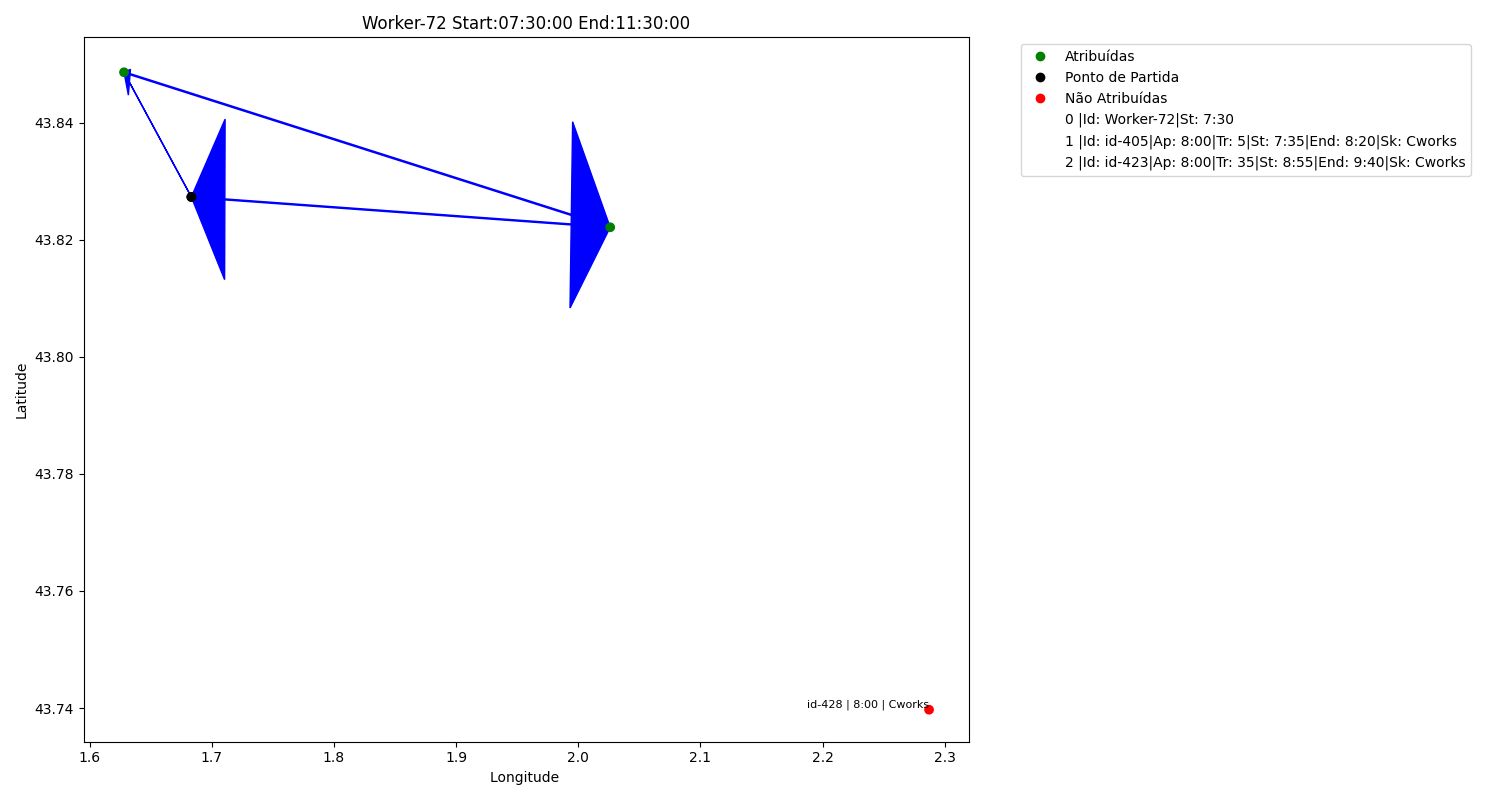 Worker-72 Start:07:30:00 End:11:30:00
Atribuídas
Ponto de Partida
Não Atribuídas
0 |Id: Worker-72|St: 7:30
1 |Id: id-405|Ap: 8:00|Tr: 5|St: 7:35|End: 8:20|Sk: Cworks
2 |Id: id-423|Ap: 8:00|Tr: 35|St: 8:55|End: 9:40|Sk: Cworks
Latitude
43.84
43.82
43.80
43.78
43.76
43.74
id-428 | 8:00 | Cworks
1.6 1.7 1.8 1.9 2.0 2.1 2.2 2.3
Longitude